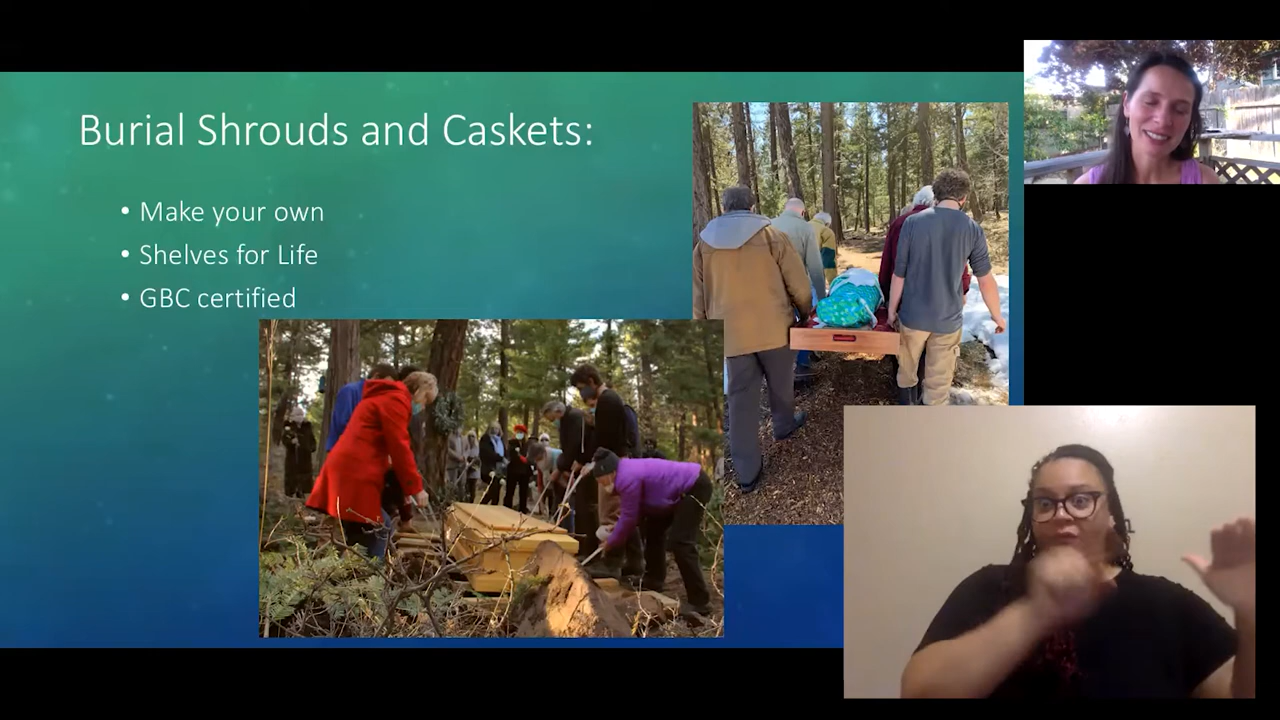 Burial Shrouds and Caskets:
• Make your own
• Shelves for Life
• GBC certified